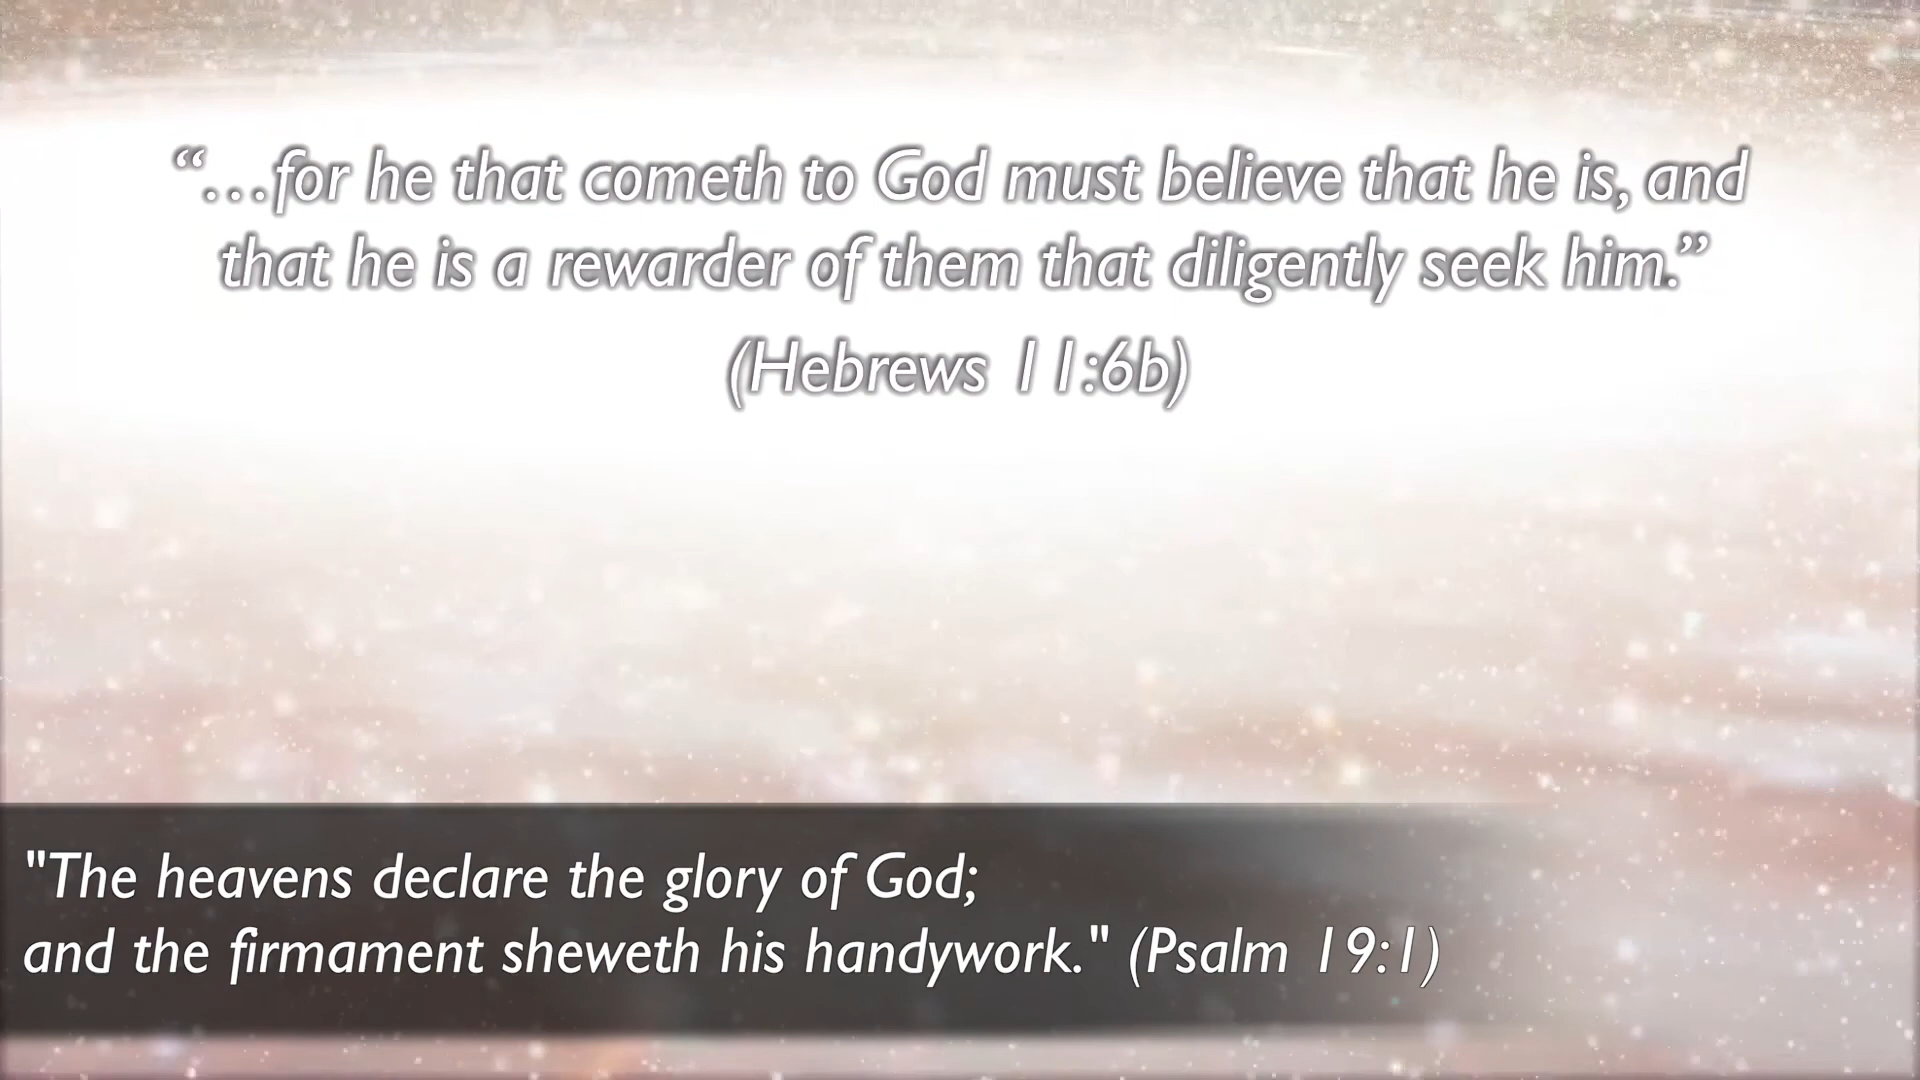 “…for he that cometh to God must believe that he is, and
that he is a rewarder of them that diligently seek him.”
(Hebrews 11:6b)
"The heavens declare the glory of God;
and the firmament sheweth his handywork." (Psalm 19:1)